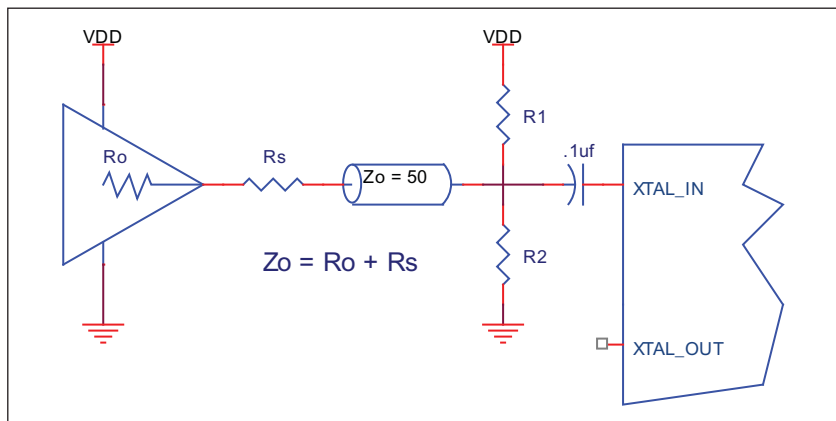 VDD
VDD
R1
Ro
Rs
.1uf
Zo = 50
XTAL_IN
Zo = Ro + Rs
R2
XTAL_OUT